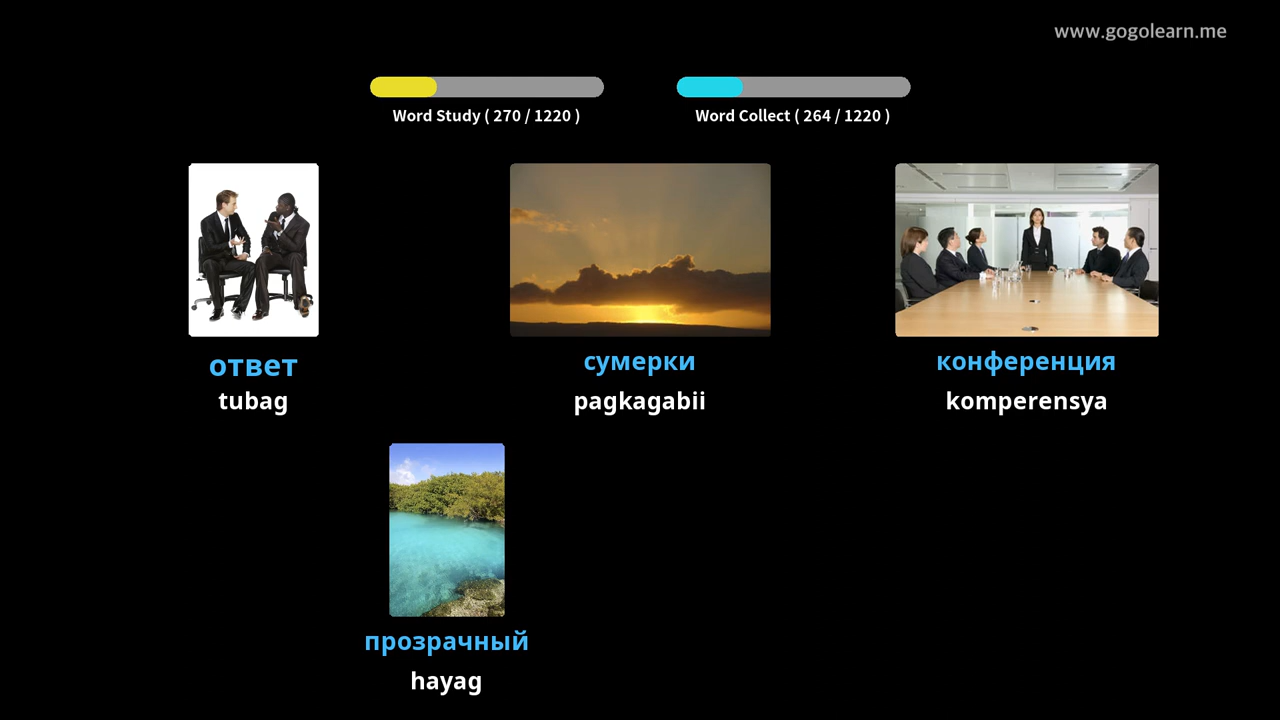 www.gogolearn.me
Word Study ( 270 / 1220 )
Word Collect ( 264 / 1220 )
ответ
tubag
сумерки
pagkagabii
конференция
komperensya
прозрачный
hayag